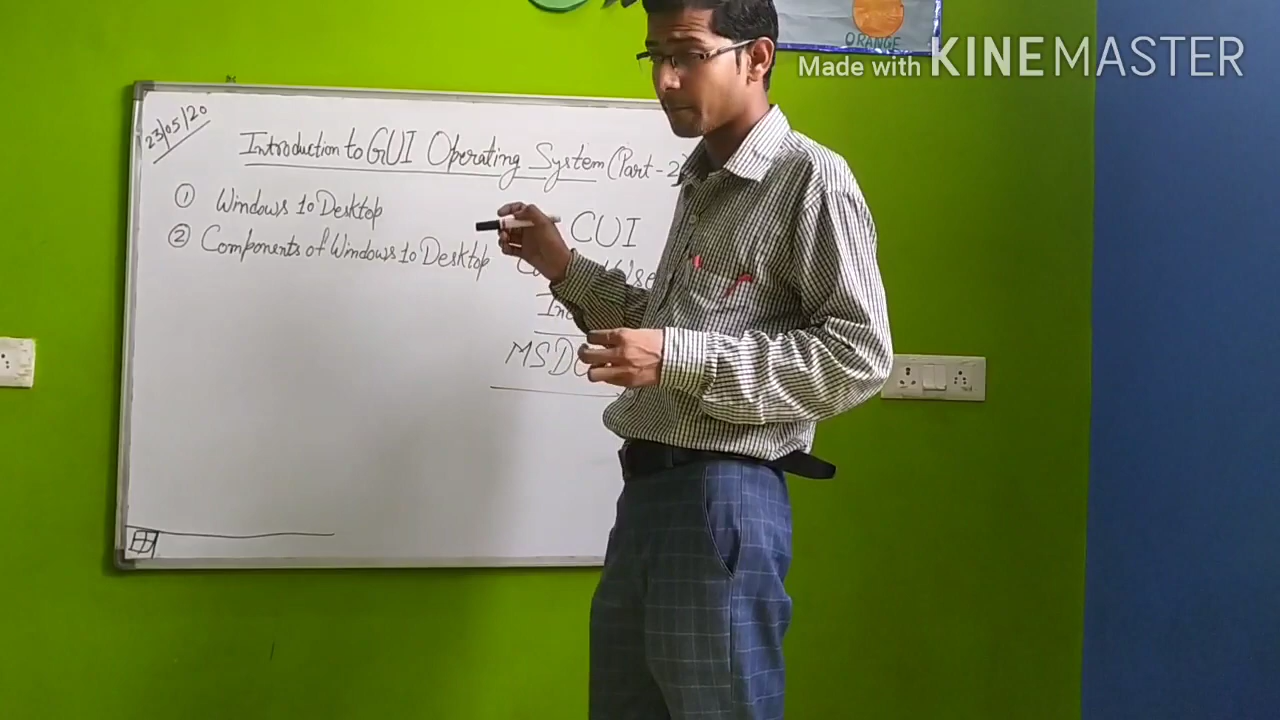 ORANGE
Made with KINEMASTER
23/05/20
Introduction to GUI Operating System (Part-2)
① Windows 10 Desktop
② Components of Windows 10 Desktop
CUI